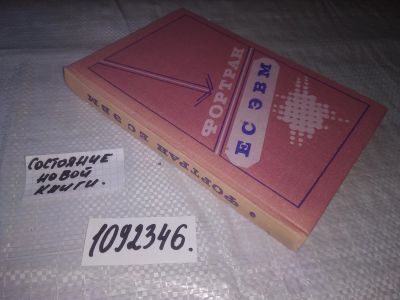 ФОРТРАН
ЕС ЭВМ
• ФОРТРАН ЕС ЭВМ
СОСТОЯНИЕ
НОВОЙ
КНИГИ.
1092346.